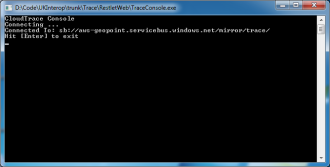 D:\Code\UKInterop\trunk\Trace\RestletWeb\TraceConsole.exe
CloudTrace Console
Connecting ...
Connected To: sb://aws-geopoint.servicebus.windows.net/mirror/trace/
Hit [Enter] to exit